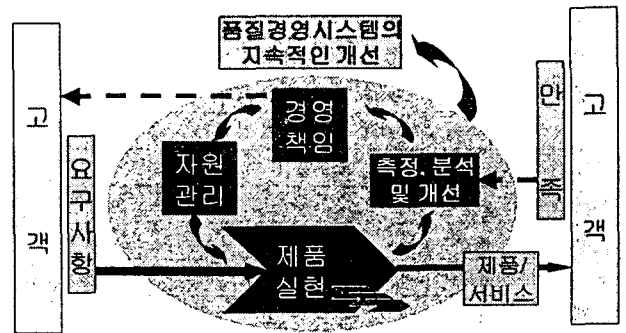 품질경영시스템의
지속적인 개선
고
객
요
구
사
항
경영
책임
자원
관리
측정, 분석
및 개선
제품
실현
제품/
서비스
만
족
고
객